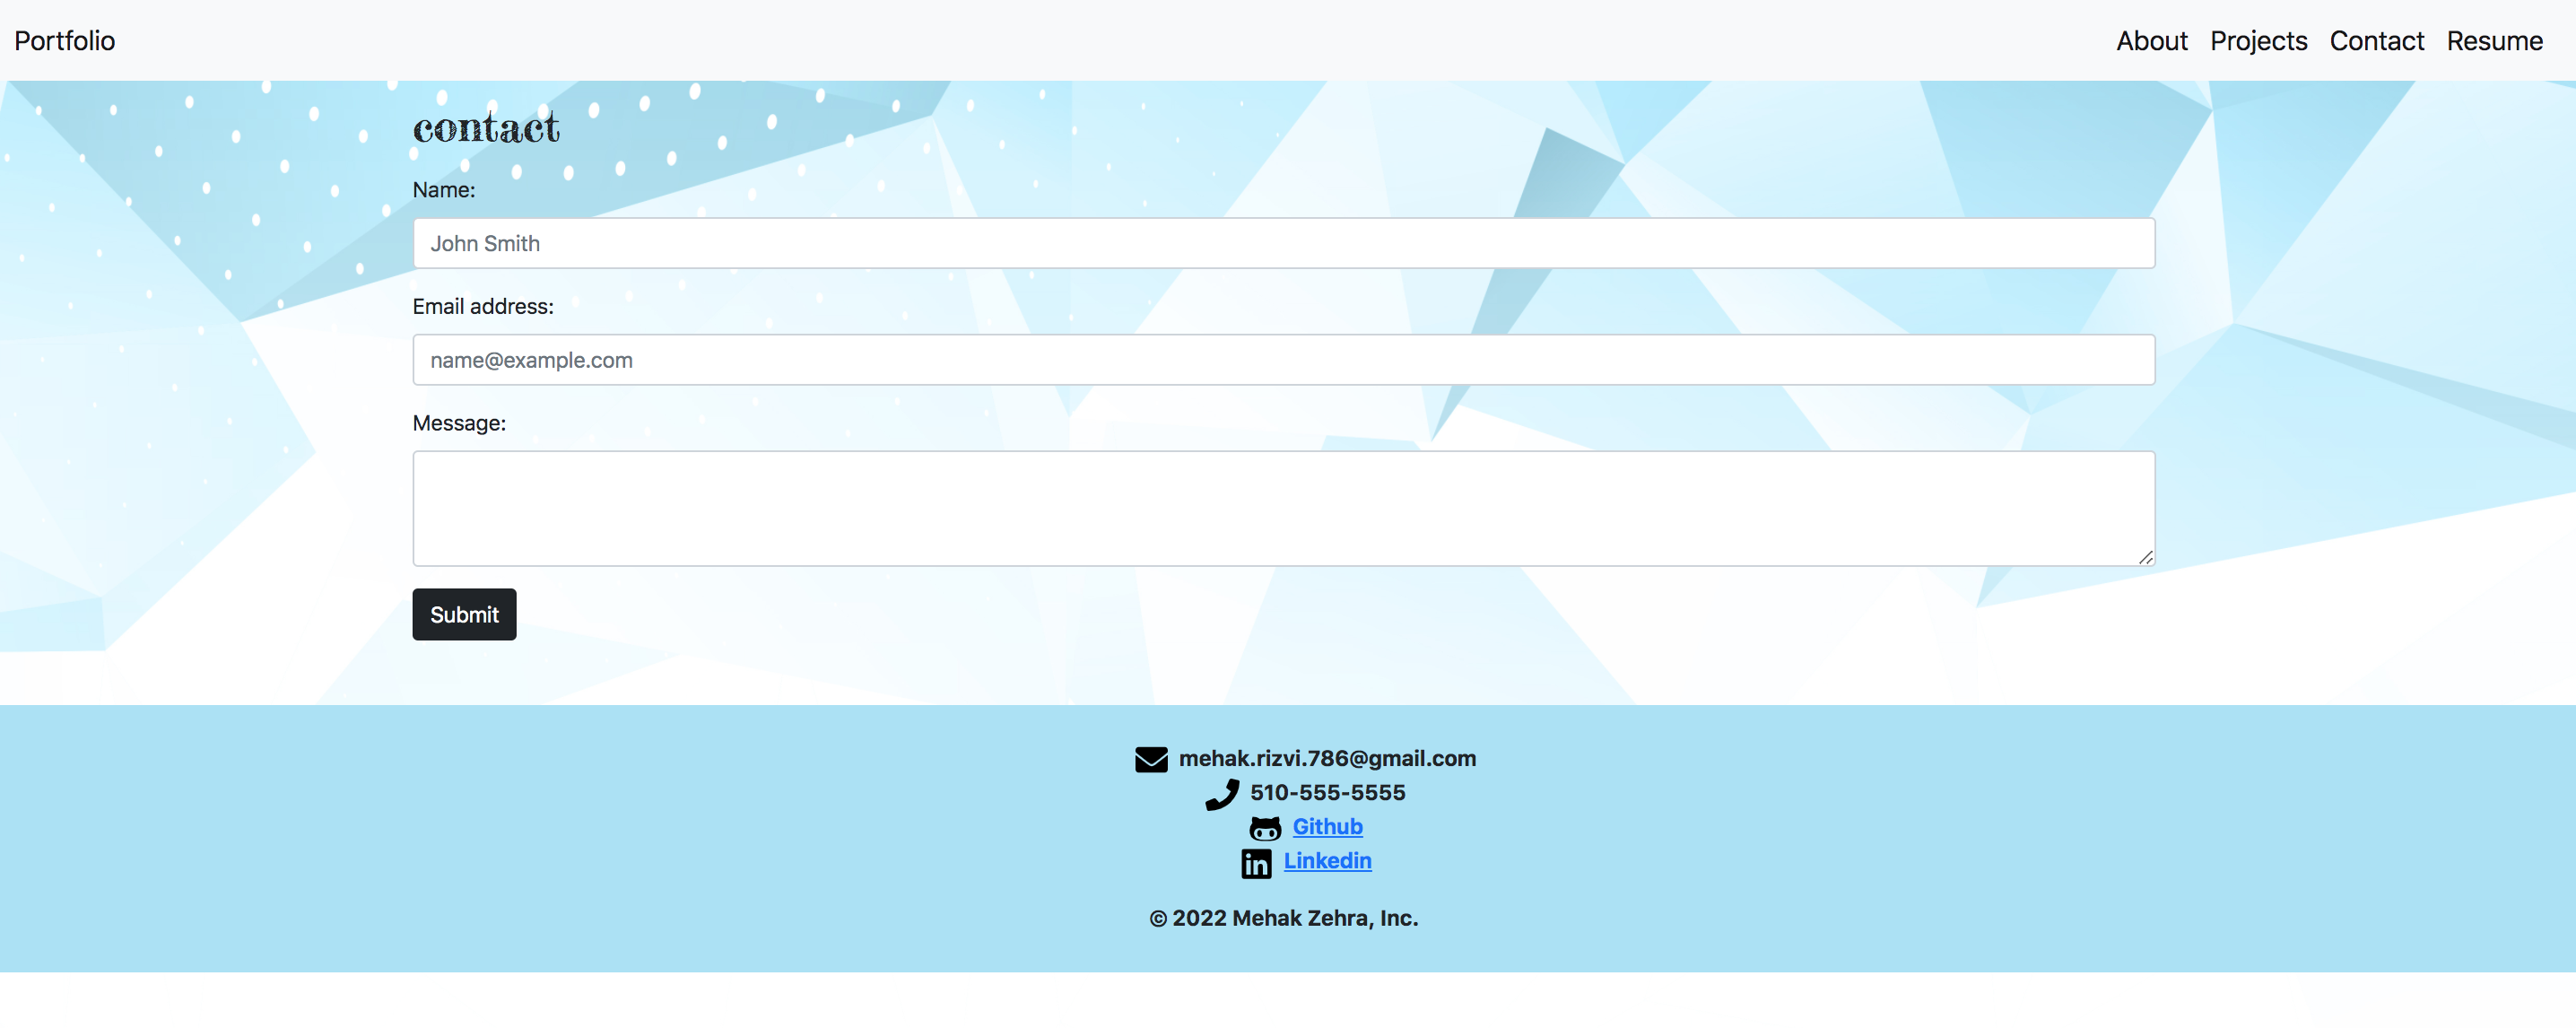 Portfolio About Projects Contact Resume
contact
Name:
John Smith
Email address:
name@example.com
Message:
Submit
mehak.rizvi.786@gmail.com
510-555-5555
Github
Linkedin
© 2022 Mehak Zehra, Inc.